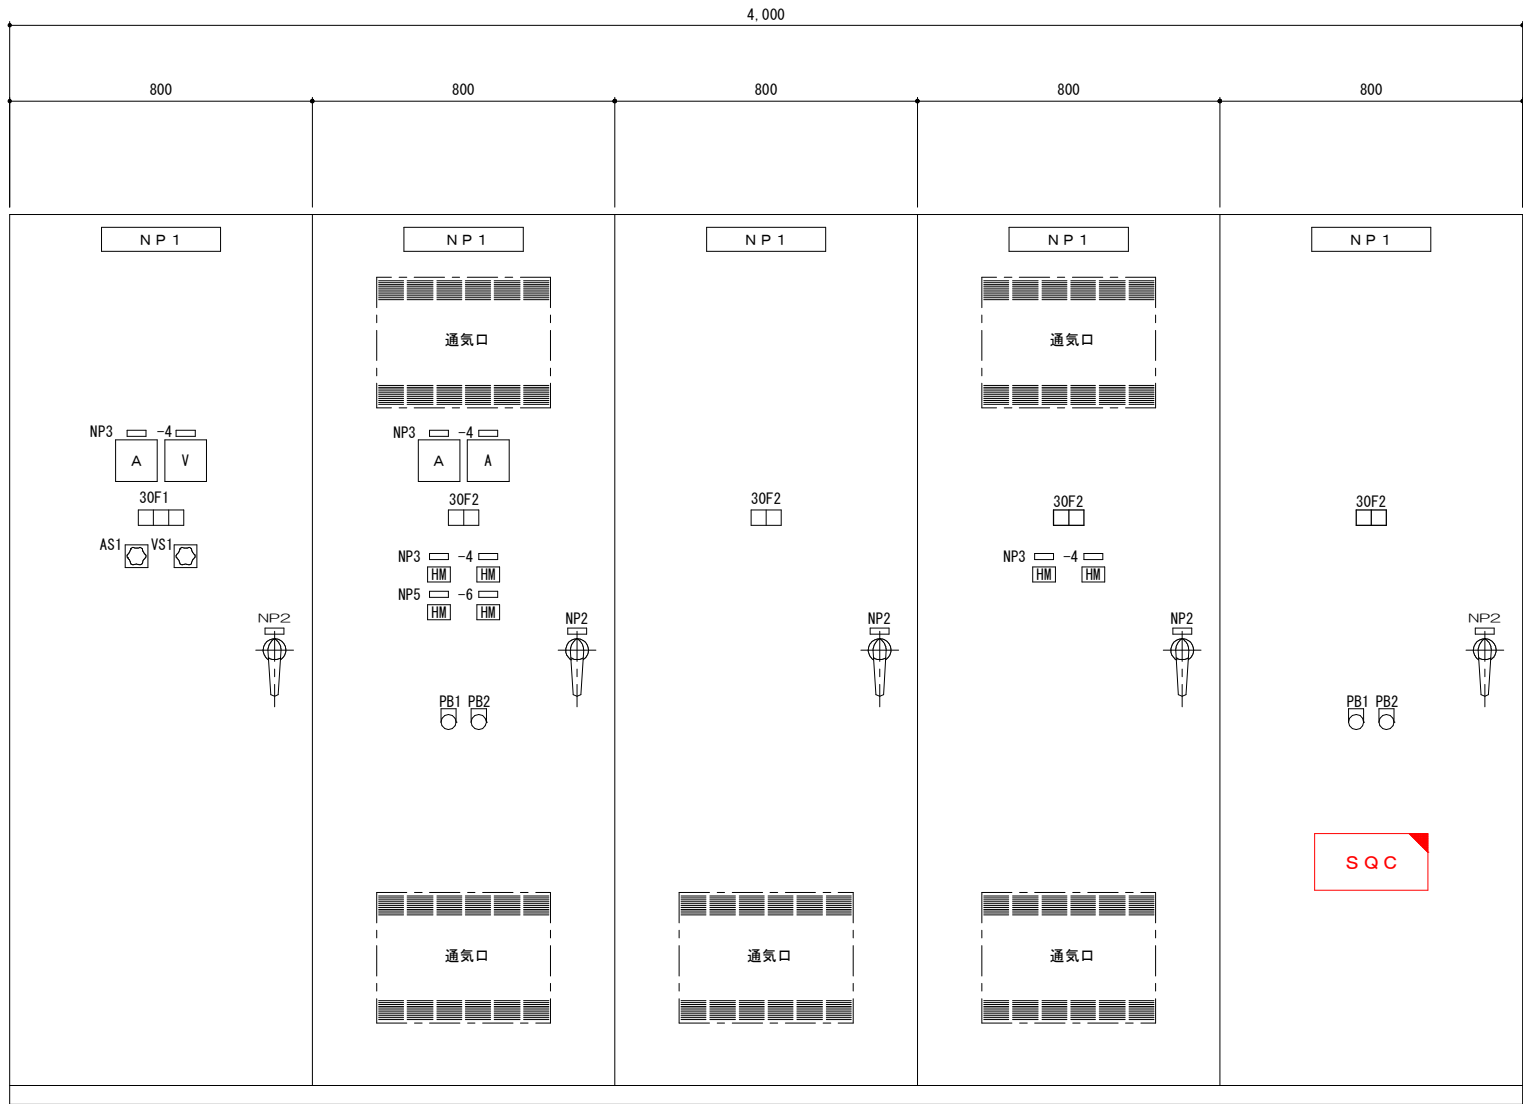 4,000
800 800 800 800 800
NP1 NP1 NP1 NP1 NP1
通気口 通気口
NP3 -4 NP3 -4
A V A A
30F1 30F2 30F2 30F2 30F2
AS1 VS1 NP3 -4 NP3 -4
HM HM HM HM
NP5 -6
HM HM
NP2 NP2 NP2 NP2 NP2
PB1 PB2 PB1 PB2
SQC
通気口 通気口 通気口